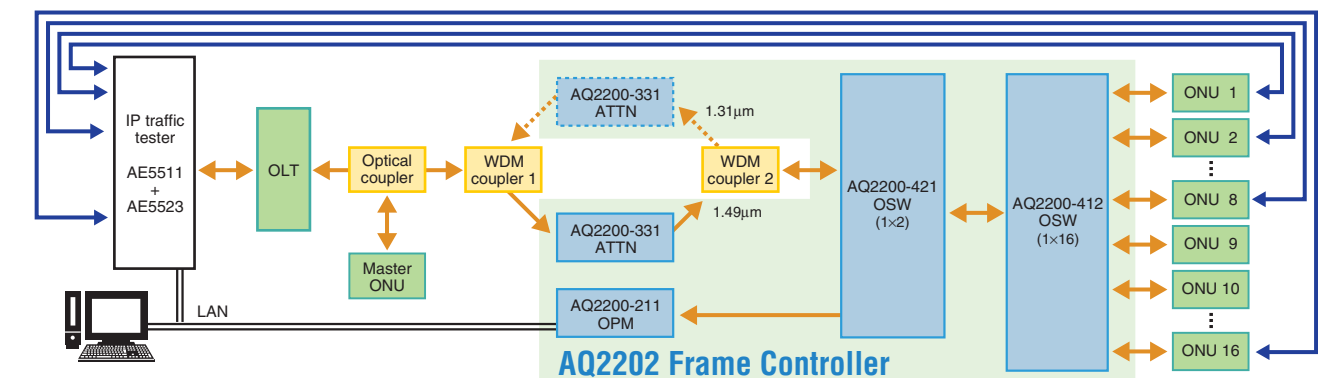 IP traffic
tester
AE5511
+
AE5523
OLT
Optical
coupler
Master
ONU
WDM
coupler 1
AQ2200-331
ATTN
1.31μm
WDM
coupler 2
1.49μm
AQ2200-331
ATTN
AQ2200-211
OPM
AQ2200-421
OSW
(1×2)
AQ2200-412
OSW
(1×16)
ONU 1
ONU 2
ONU 8
ONU 9
ONU 10
ONU 16
LAN
AQ2202 Frame Controller